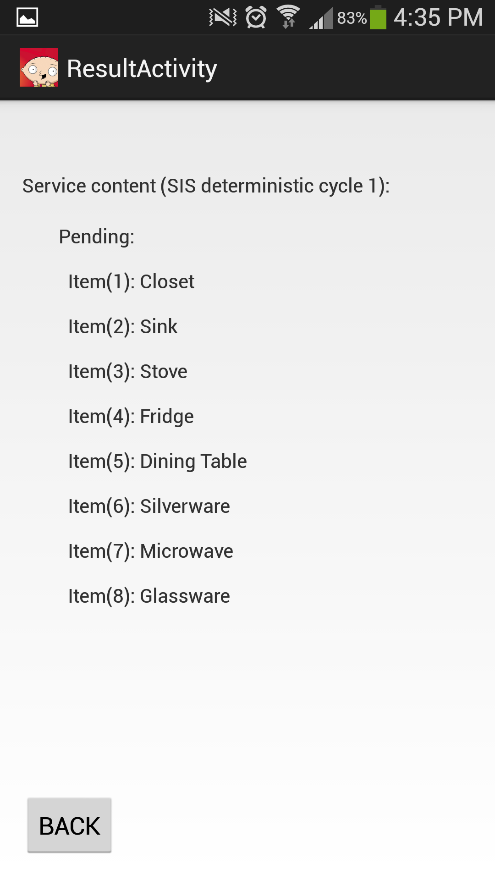 83% 4:35 PM
ResultActivity
Service content (SIS deterministic cycle 1):
Pending:
Item(1): Closet
Item(2): Sink
Item(3): Stove
Item(4): Fridge
Item(5): Dining Table
Item(6): Silverware
Item(7): Microwave
Item(8): Glassware
BACK